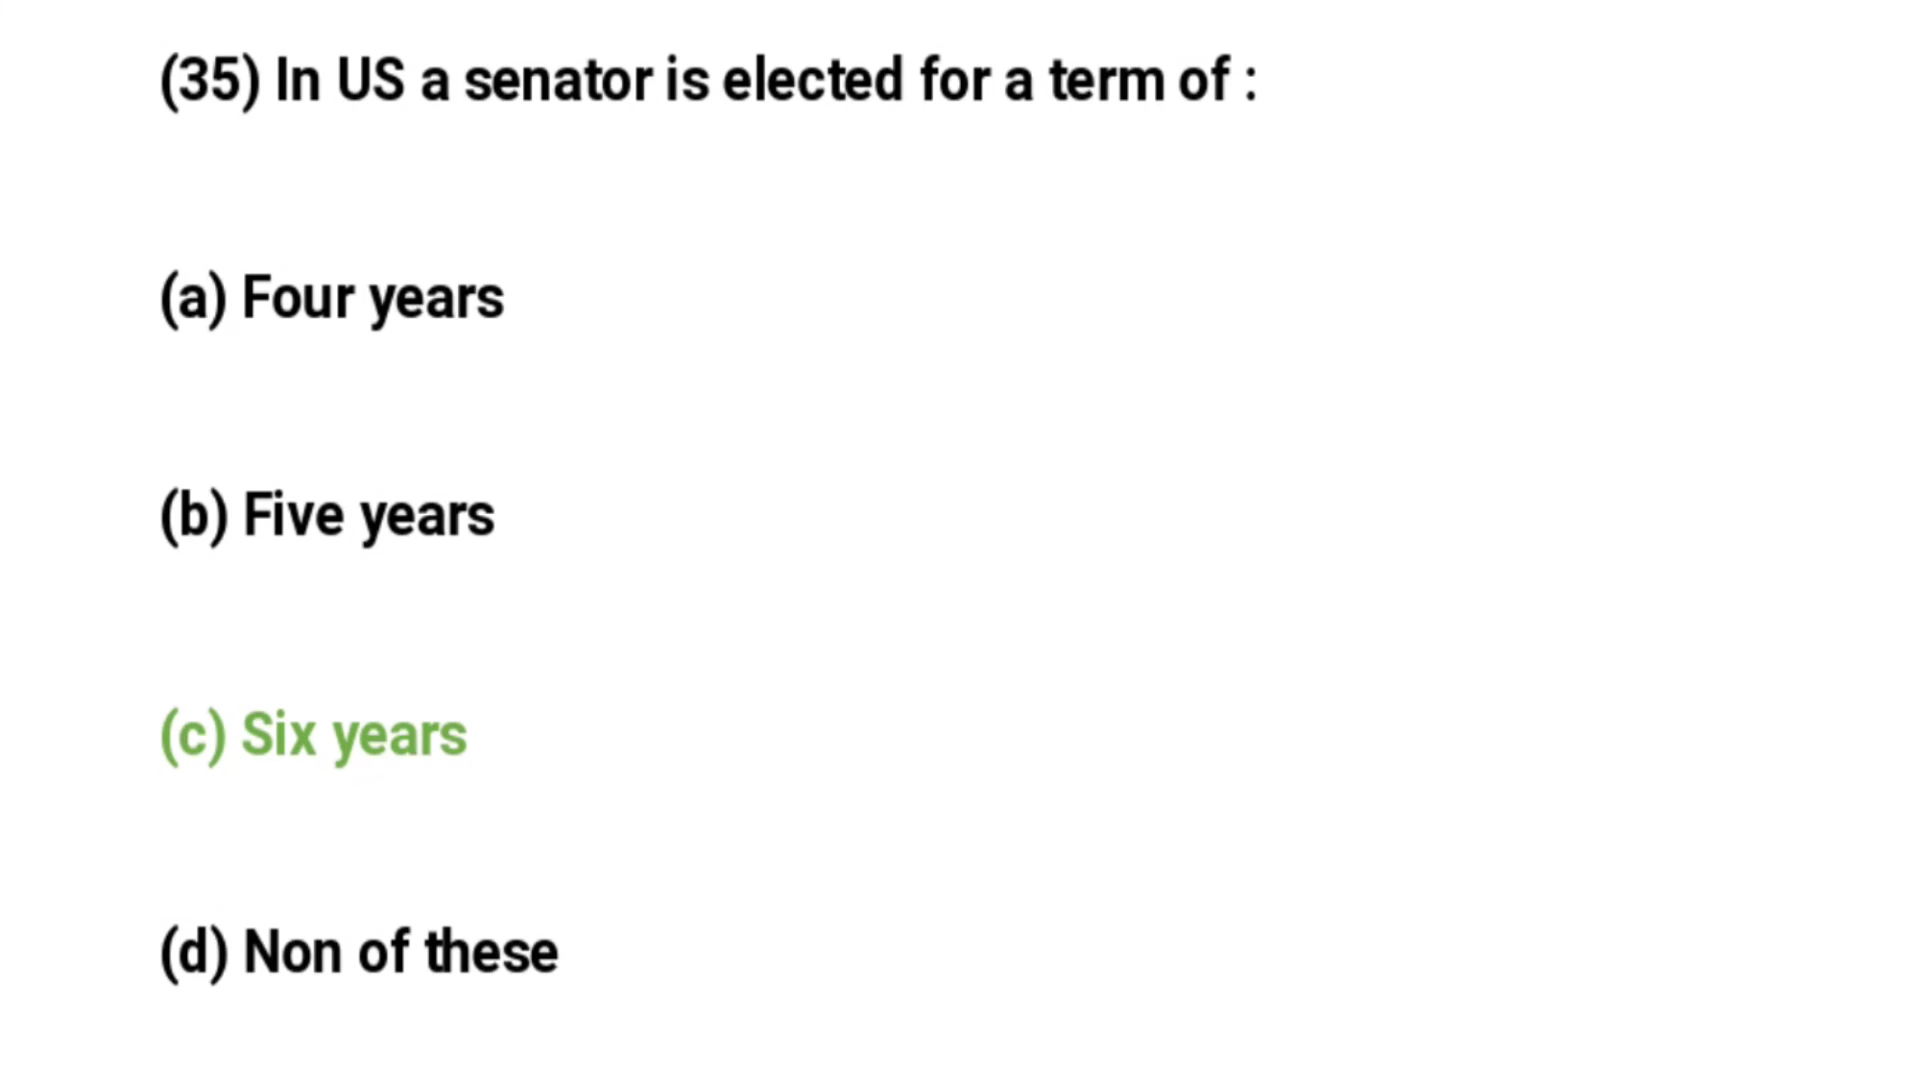 (35) In US a senator is elected for a term of :
(a) Four years
(b) Five years
(c) Six years
(d) Non of these